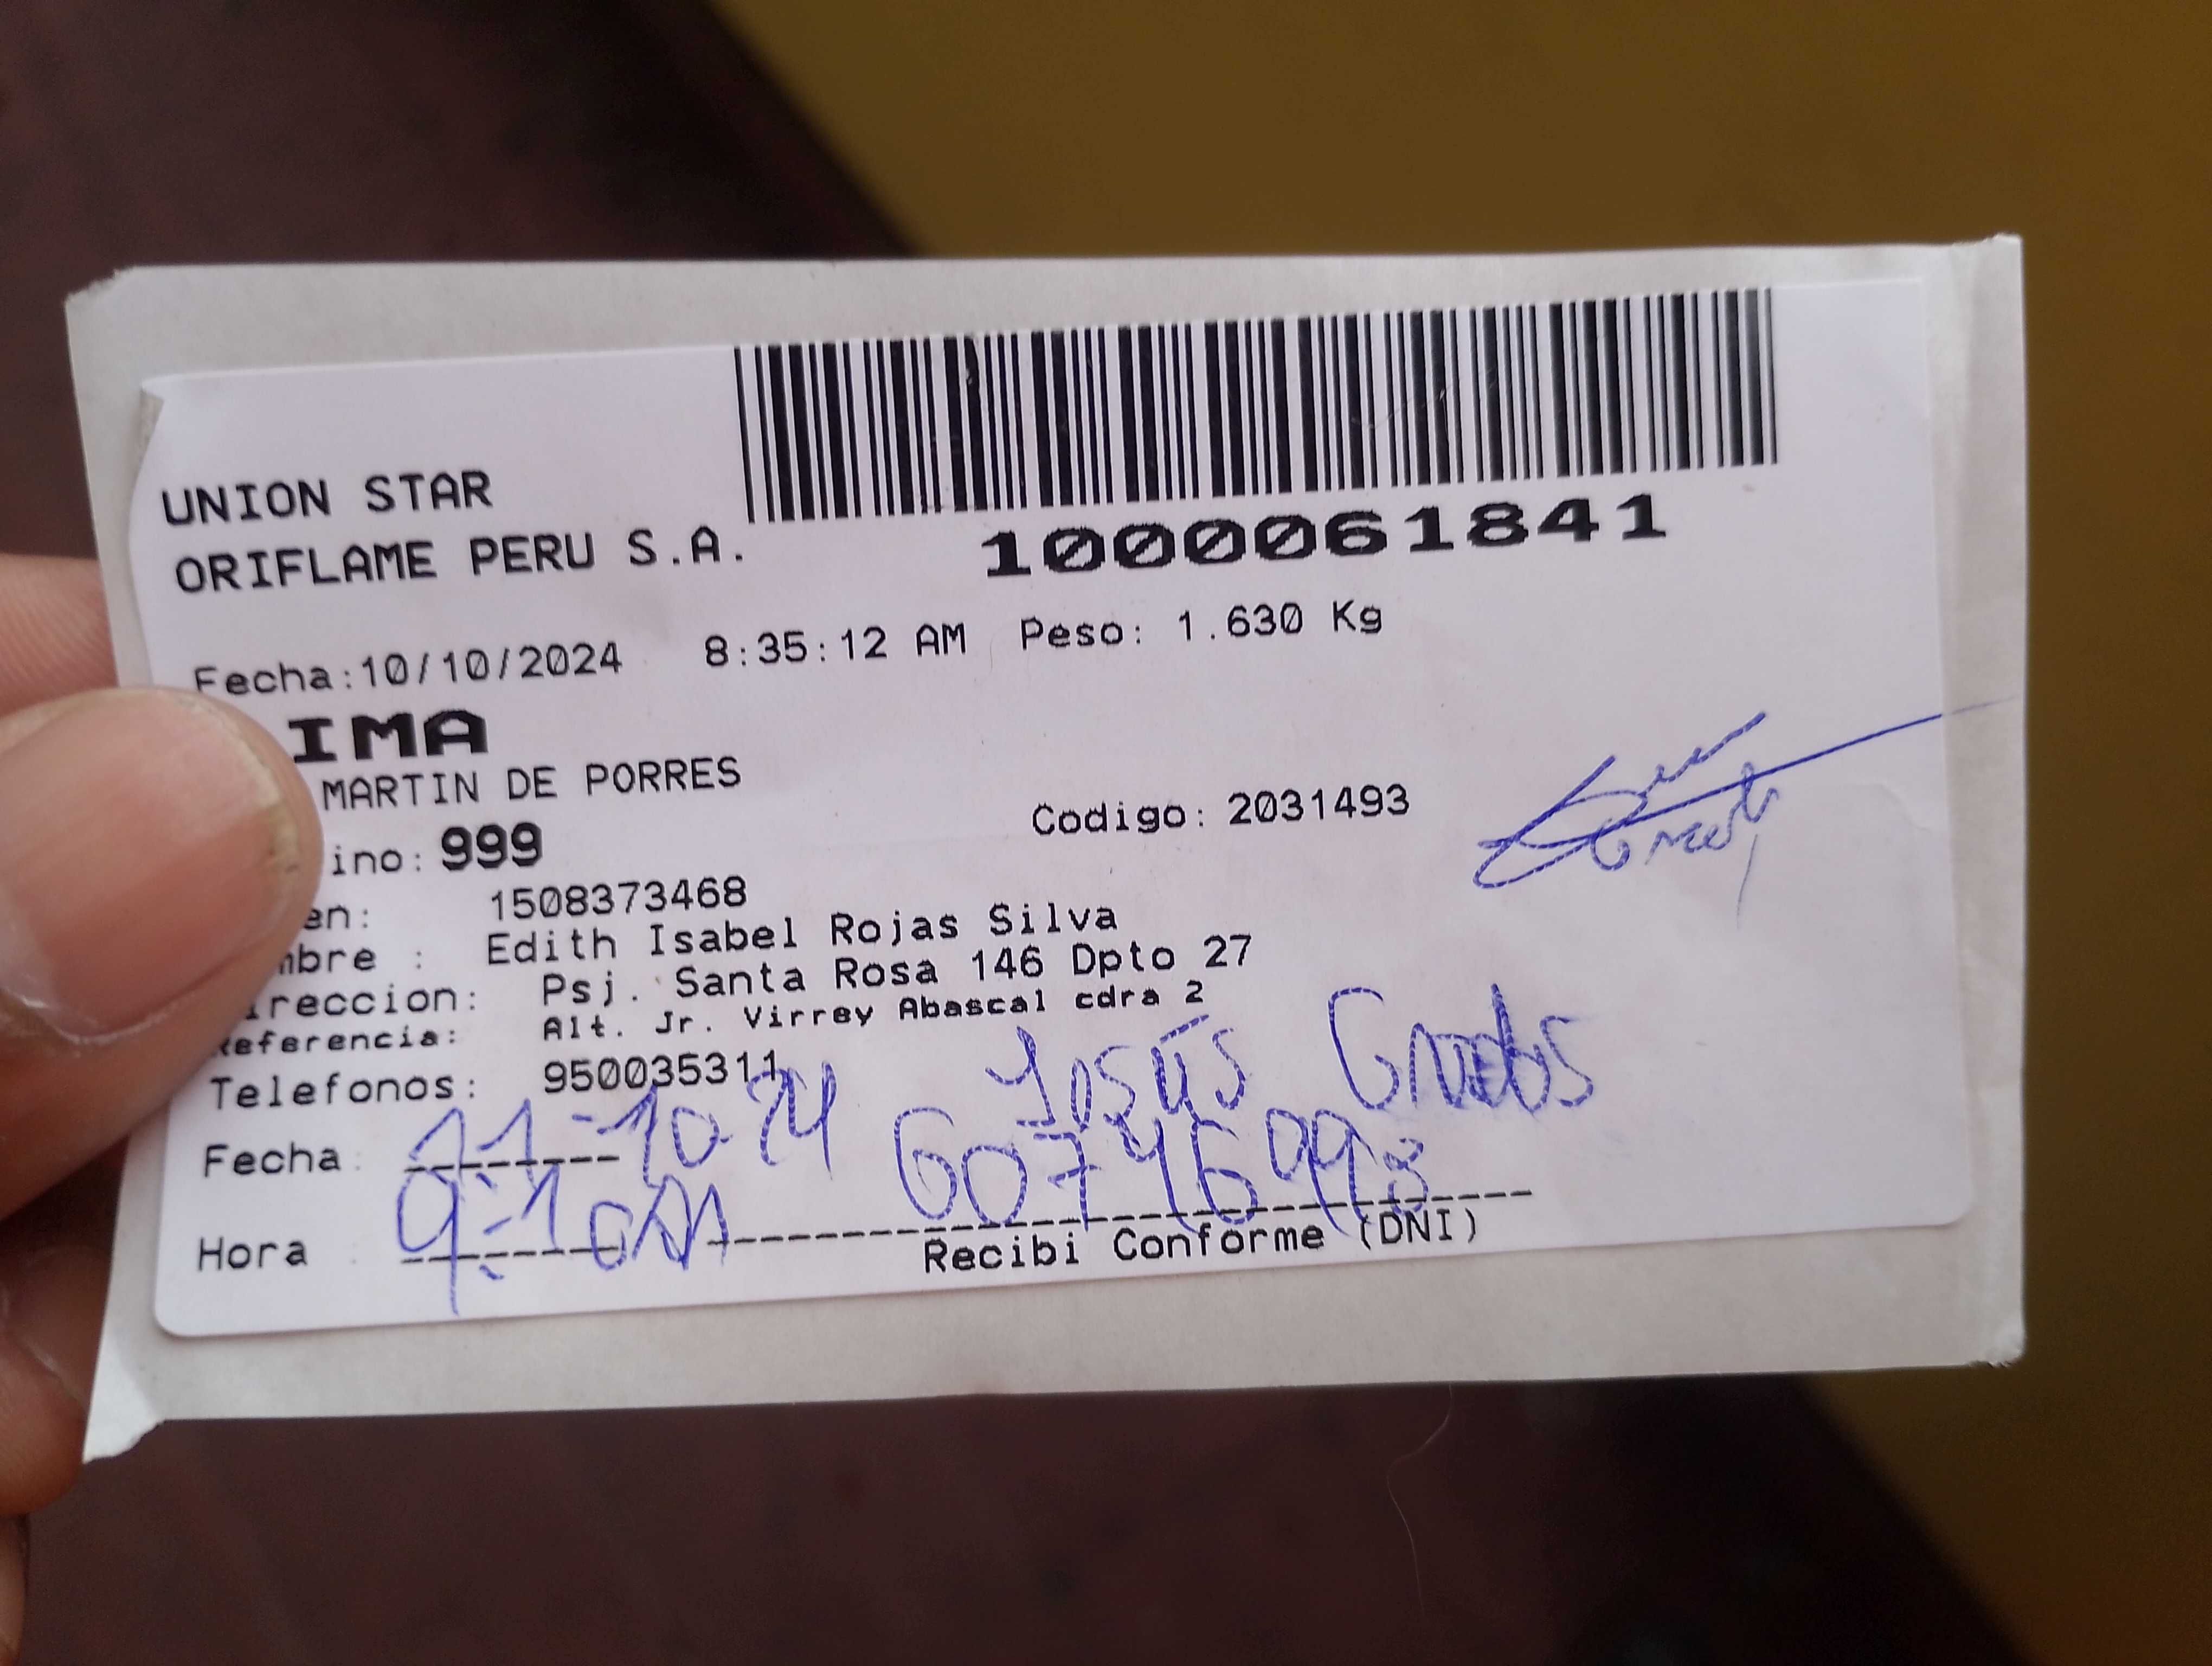 UNION STAR
ORIFLAME PERU S.A.
1000061841
Fecha:10/10/2024 8:35:12 AM Peso: 1.630 Kg
IMA
MARTIN DE PORRES
Codigo: 2031493
ino: 999
en: 1508373468
mbre : Edith Isabel Rojas Silva
ireccion: Psj. Santa Rosa 146 Dpto 27
Referencia: Alt. Jr. Virrey Abascal cdra 2
Telefonos: 950035311
Jesús
Fecha: 11-10-24
Hora : 9:10AM
Recibi Conforme (DNI)